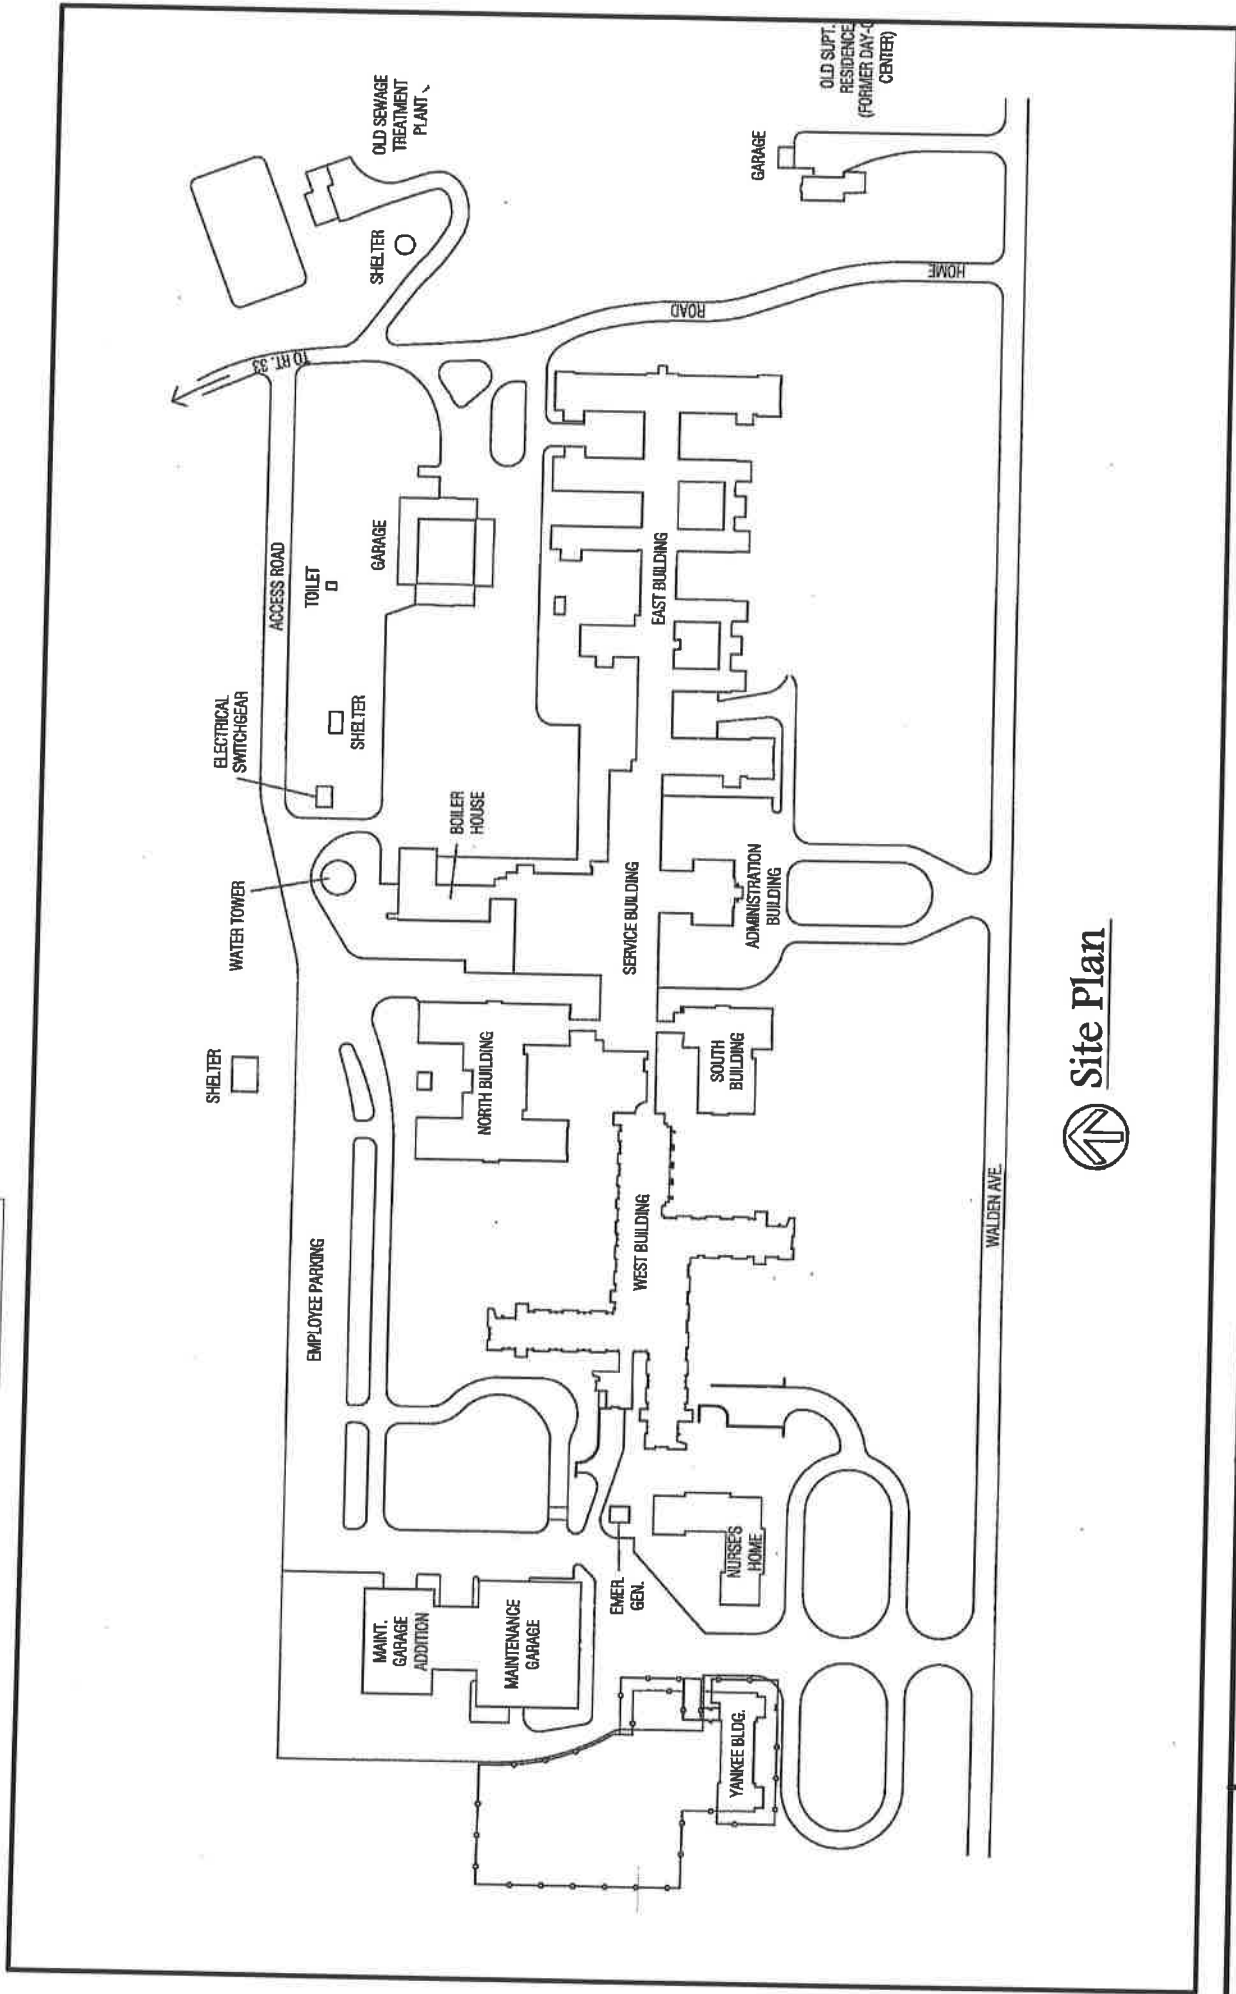 OLD SEWAGE
TREATMENT
PLANT
SHELTER
TO RT. 33
OLD SUPT.
RESIDENCE
(FORMER DAY-C
CENTER)
GARAGE
HOME
ROAD
ACCESS ROAD
TOILET
GARAGE
ELECTRICAL
SWITCHGEAR
SHELTER
EAST BUILDING
WATER TOWER
BOILER
HOUSE
SERVICE BUILDING
ADMINISTRATION
BUILDING
SHELTER
NORTH BUILDING
SOUTH
BUILDING
EMPLOYEE PARKING
WEST BUILDING
WALDEN AVE.
MAINT.
GARAGE
ADDITION
MAINTENANCE
GARAGE
EMER.
GEN.
NURSE'S
HOME
YANKEE BLDG.
Site Plan